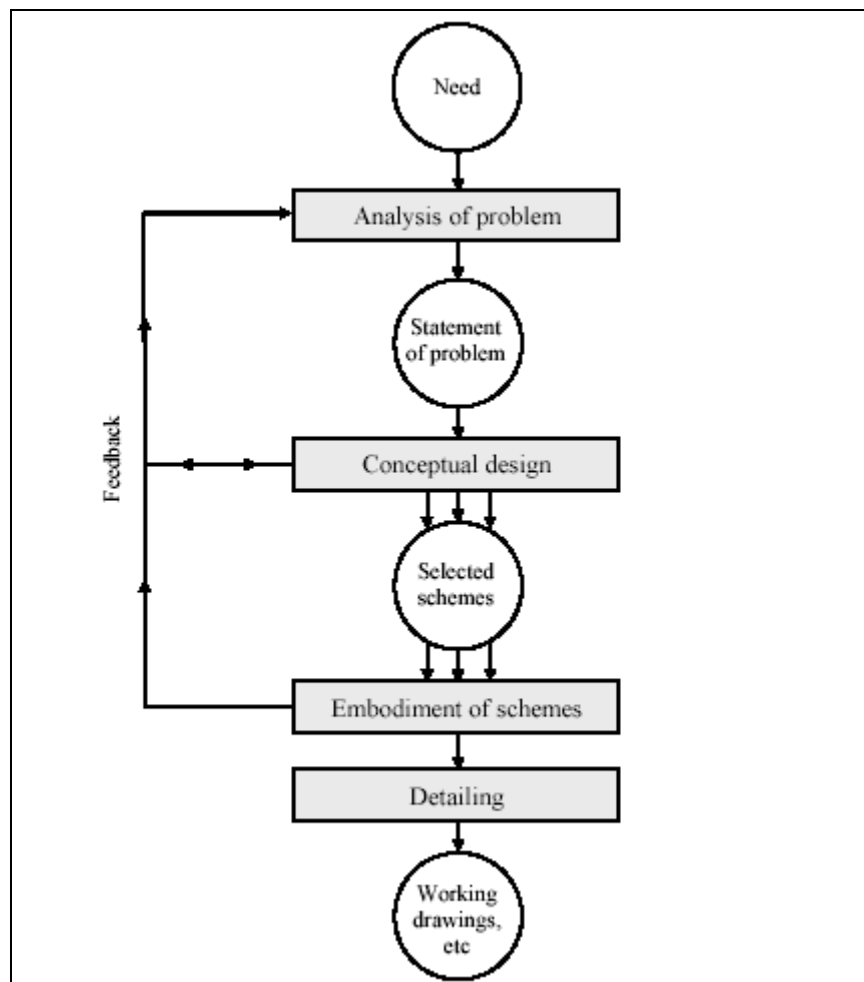 Need
Analysis of problem
Statement
of problem
Feedback
Conceptual design
Selected
schemes
Embodiment of schemes
Detailing
Working
drawings,
etc